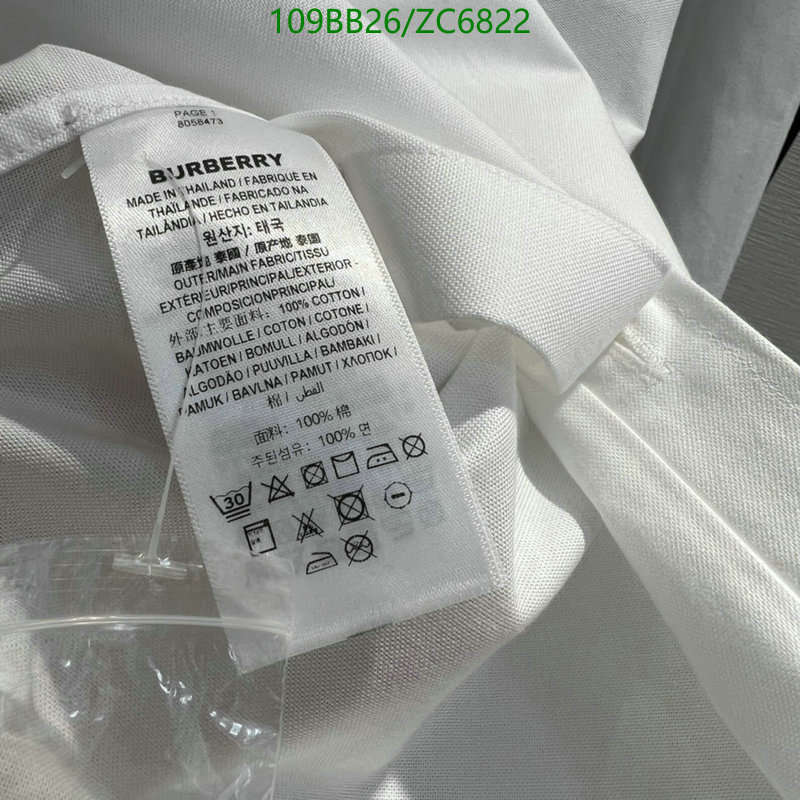 109BB26/ZC6822
PAGE 1
8058473
BURBERRY
MADE IN THAILAND / FABRIQUÉ EN
THAÏLANDE / FABRICADO NA
TAILÂNDIA / HECHO EN TAILANDIA
원산지: 태국
原產地 泰國 / 原产地 泰国
OUTER/MAIN FABRIC/TISSU
EXTÉRIEUR/PRINCIPAL/EXTERIOR -
COMPOSICIONPRINCIPAL/
外部.主要面料: 100% COTTON /
BAUMWOLLE / COTON / COTONE /
KATOEN / BOMULL / ALGODÓN /
ALGODÃO / PUUVILLA / BAMBAKI /
PAMUK / BAVLNA / PAMUT / ХЛОПОК /
棉 / القطن
面料: 100% 棉
주된섬유: 100% 면
30